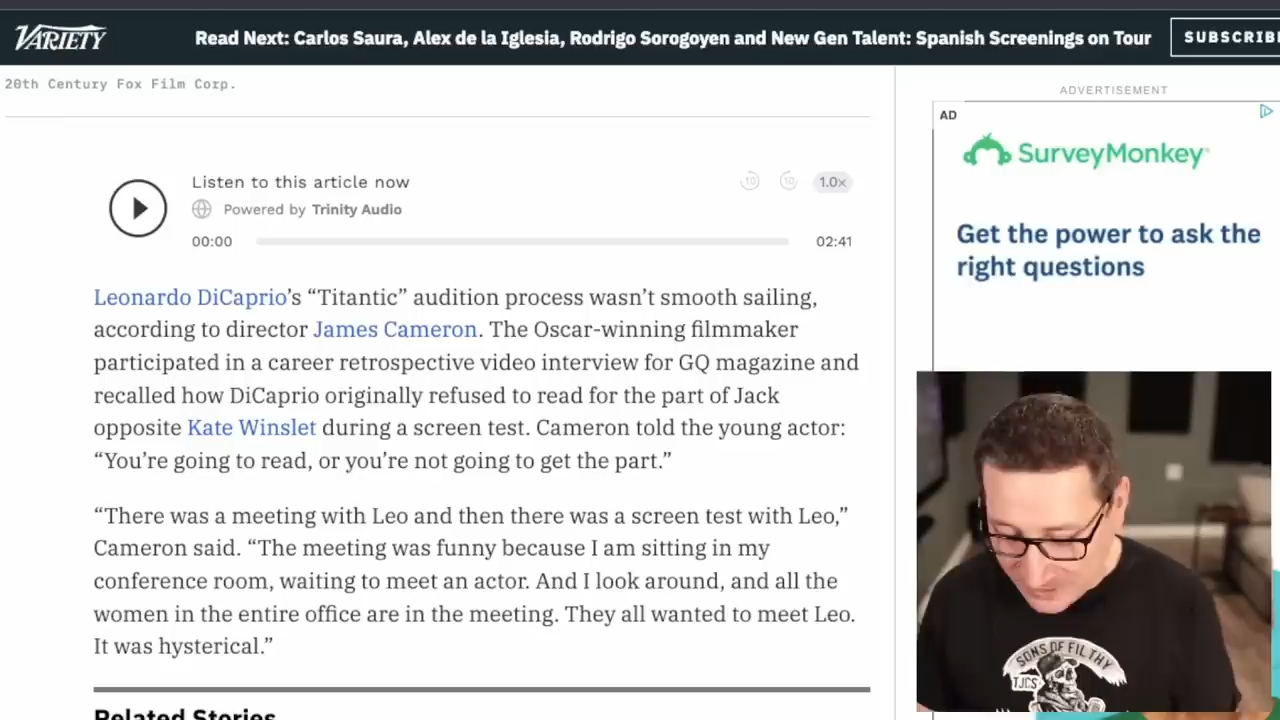 VARIETY
Read Next: Carlos Saura, Alex de la Iglesia, Rodrigo Sorogoyen and New Gen Talent: Spanish Screenings on Tour
20th Century Fox Film Corp.
Listen to this article now
10
10
1.0x
Powered by Trinity Audio
00:00
02:41
Leonardo DiCaprio’s “Titantic” audition process wasn’t smooth sailing,
according to director James Cameron. The Oscar-winning filmmaker
participated in a career retrospective video interview for GQ magazine and
recalled how DiCaprio originally refused to read for the part of Jack
opposite Kate Winslet during a screen test. Cameron told the young actor:
“You’re going to read, or you’re not going to get the part.”
“There was a meeting with Leo and then there was a screen test with Leo,”
Cameron said. “The meeting was funny because I am sitting in my
conference room, waiting to meet an actor. And I look around, and all the
women in the entire office are in the meeting. They all wanted to meet Leo.
It was hysterical.”
Related Stories
ADVERTISEMENT
AD
SurveyMonkey
Get the power to ask the
right questions
SONS OF FILTHY
TJCS